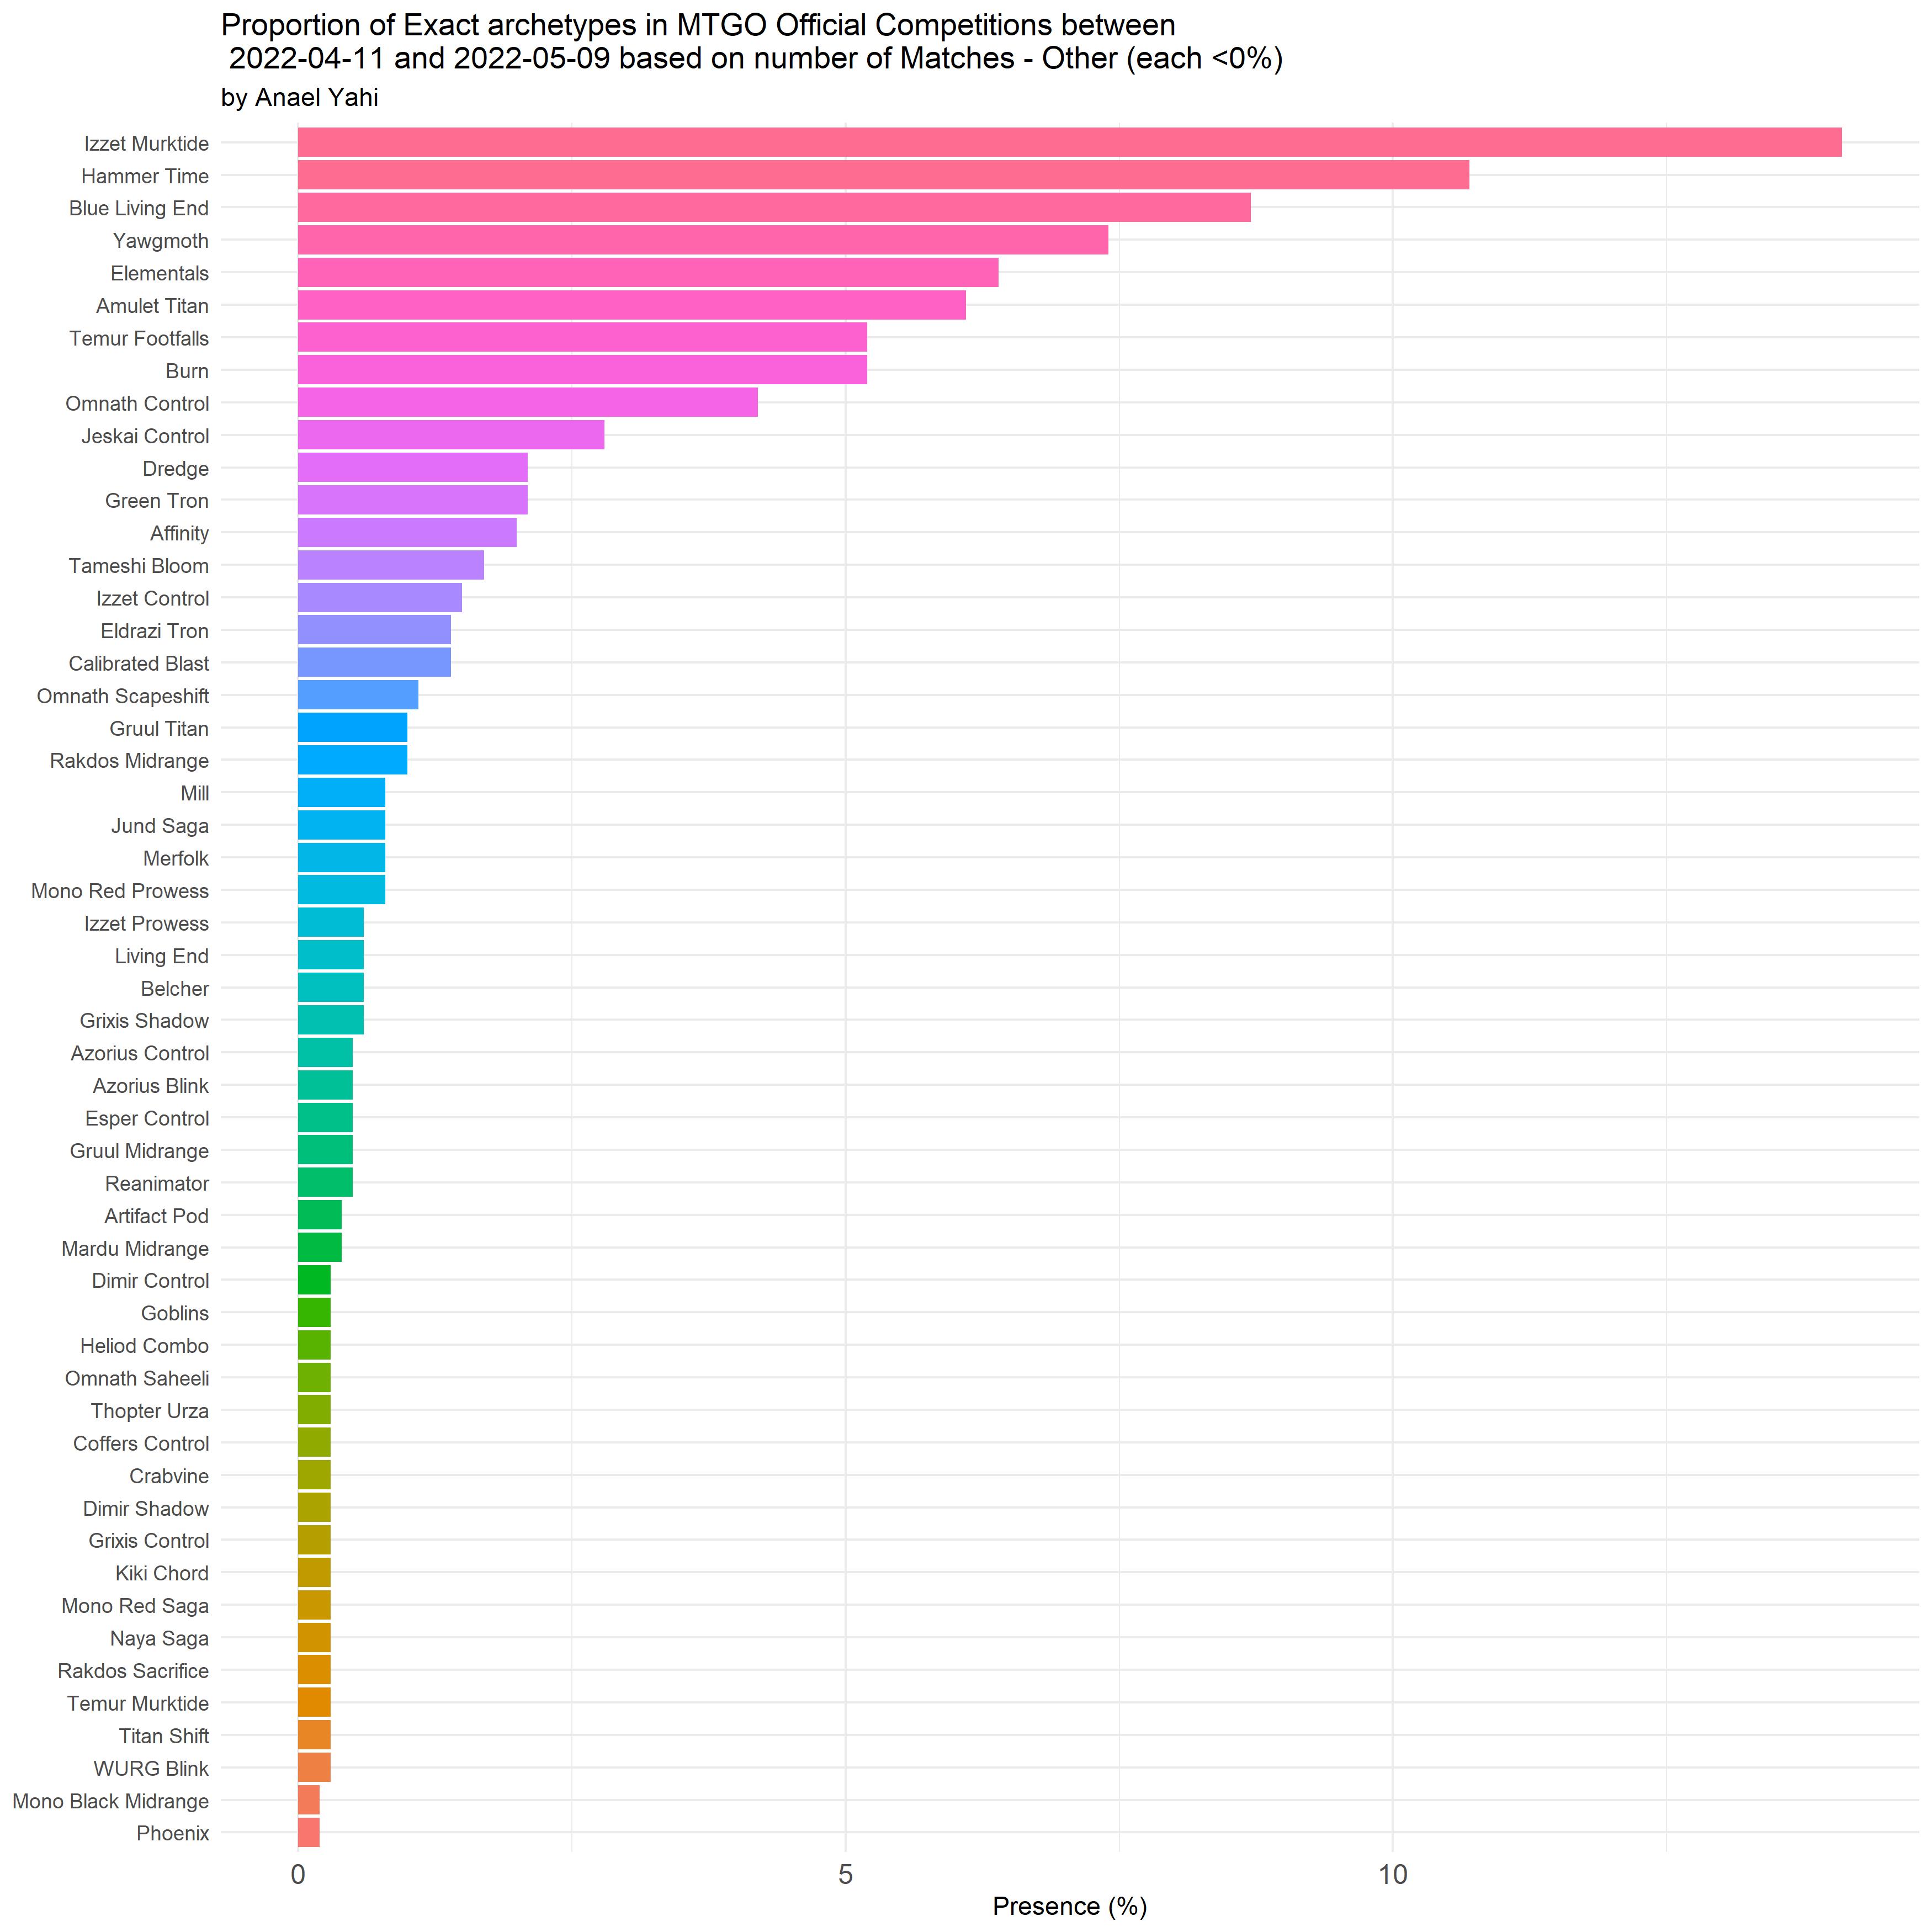 Proportion of Exact archetypes in MTGO Official Competitions between
2022-04-11 and 2022-05-09 based on number of Matches - Other (each <0%)
by Anael Yahi
Izzet Murktide
Hammer Time
Blue Living End
Yawgmoth
Elementals
Amulet Titan
Temur Footfalls
Burn
Omnath Control
Jeskai Control
Dredge
Green Tron
Affinity
Tameshi Bloom
Izzet Control
Eldrazi Tron
Calibrated Blast
Omnath Scapeshift
Gruul Titan
Rakdos Midrange
Mill
Jund Saga
Merfolk
Mono Red Prowess
Izzet Prowess
Living End
Belcher
Grixis Shadow
Azorius Control
Azorius Blink
Esper Control
Gruul Midrange
Reanimator
Artifact Pod
Mardu Midrange
Dimir Control
Goblins
Heliod Combo
Omnath Saheeli
Thopter Urza
Coffers Control
Crabvine
Dimir Shadow
Grixis Control
Kiki Chord
Mono Red Saga
Naya Saga
Rakdos Sacrifice
Temur Murktide
Titan Shift
WURG Blink
Mono Black Midrange
Phoenix
0 5 10
Presence (%)